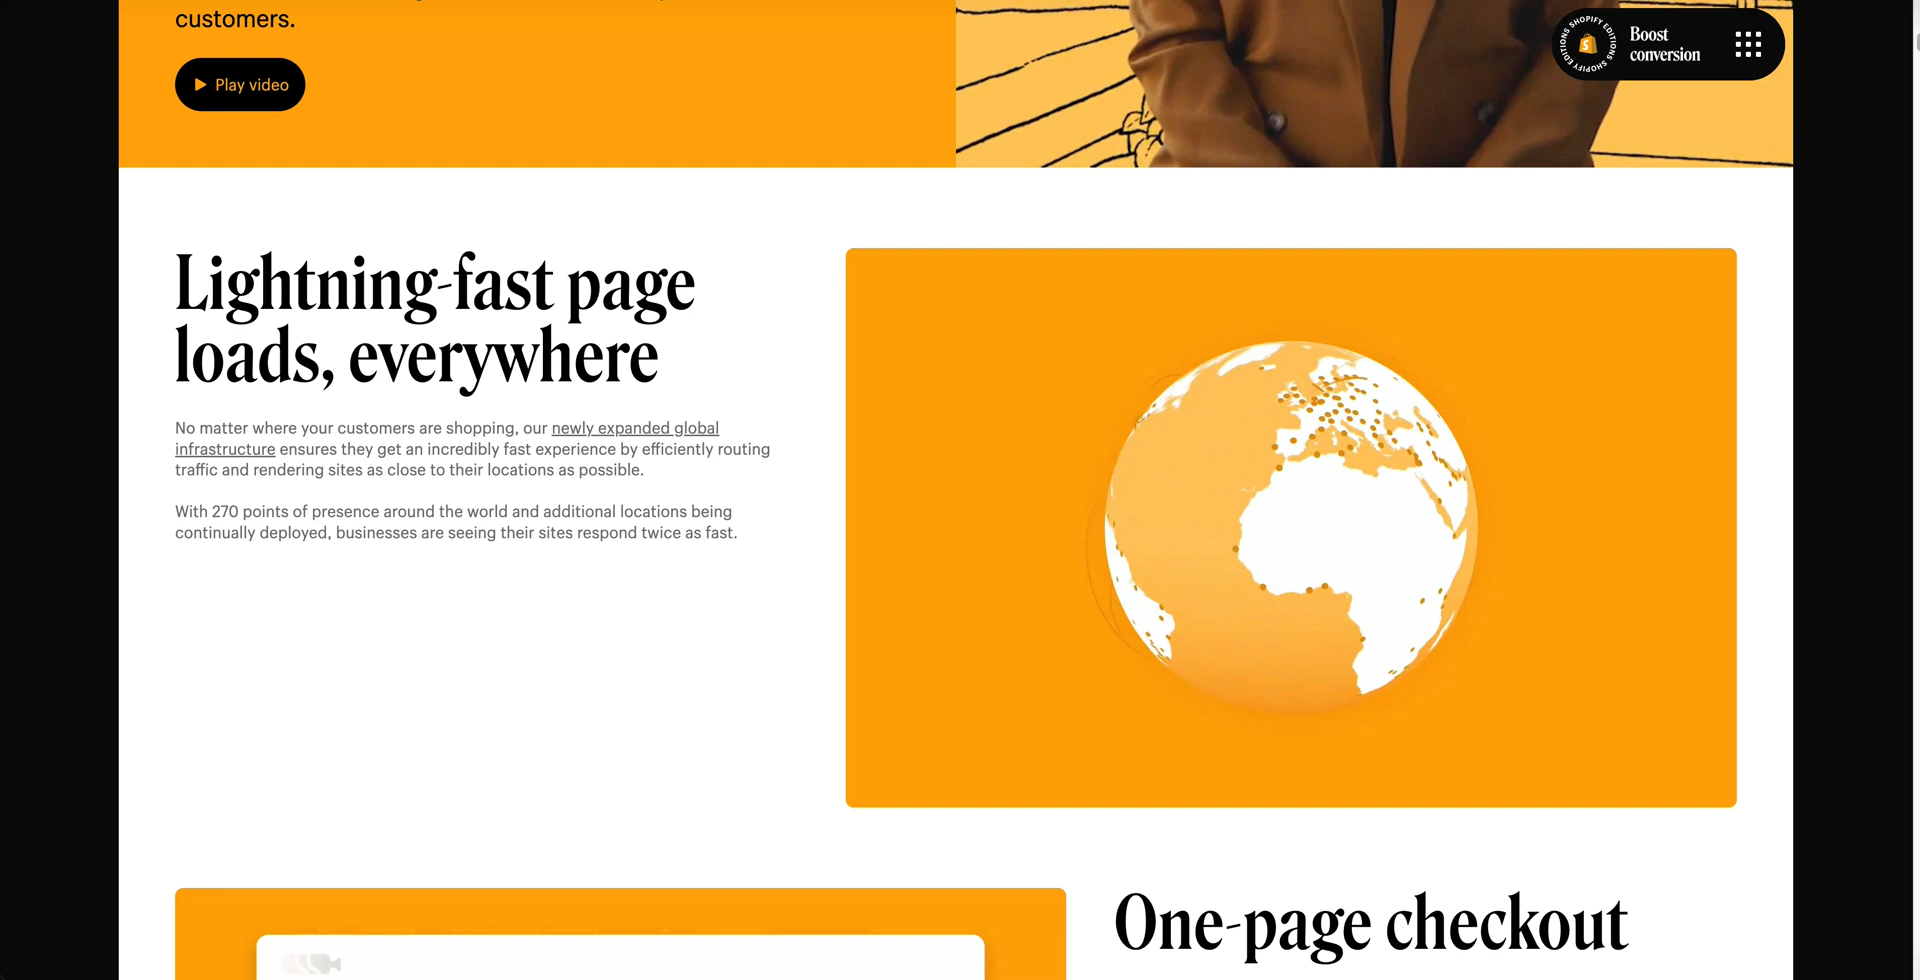 customers.
Play video
SHOPIFY EDITIONS SHOPIFY EDITIONS
S
Boost
conversion
Lightning-fast page
loads, everywhere
No matter where your customers are shopping, our newly expanded global
infrastructure ensures they get an incredibly fast experience by efficiently routing
traffic and rendering sites as close to their locations as possible.
With 270 points of presence around the world and additional locations being
continually deployed, businesses are seeing their sites respond twice as fast.
One-page checkout